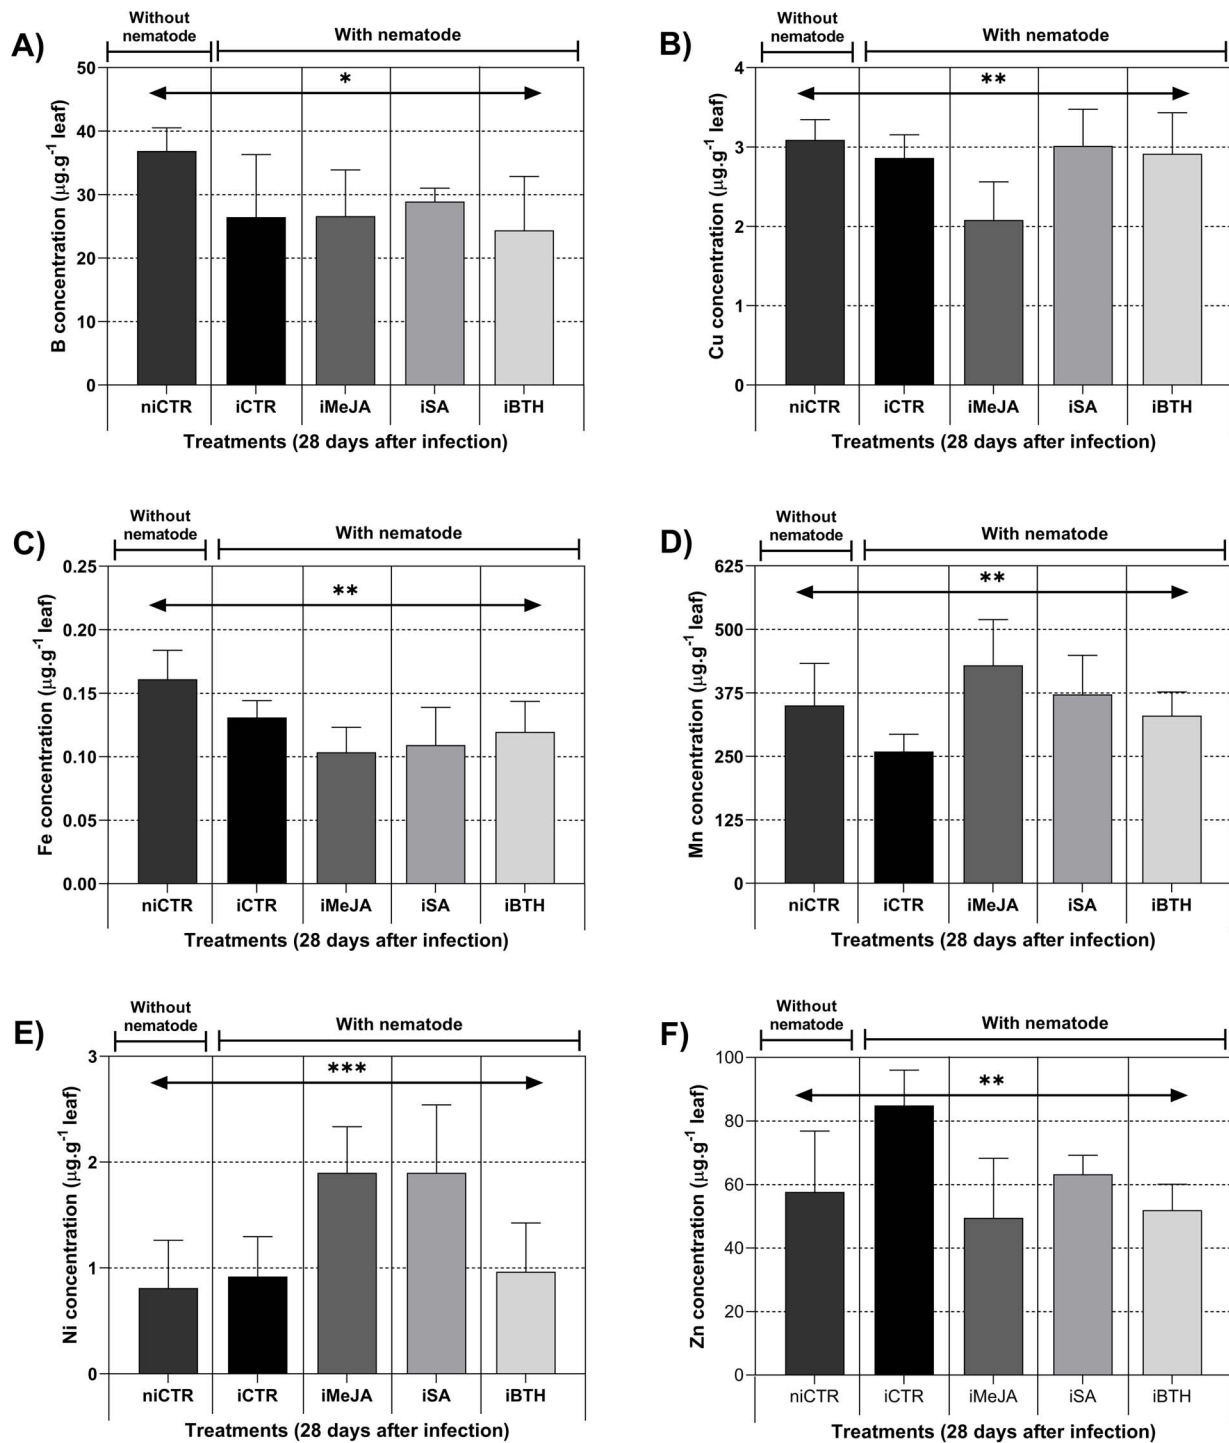 A)
Without
nematode
With nematode
B concentration (μg.g⁻¹ leaf)
50
40
30
20
10
0
*
niCTR iCTR iMeJA iSA iBTH
Treatments (28 days after infection)
B)
Without
nematode
With nematode
Cu concentration (μg.g⁻¹ leaf)
4
3
2
1
0
**
niCTR iCTR iMeJA iSA iBTH
Treatments (28 days after infection)
C)
Without
nematode
With nematode
Fe concentration (μg.g⁻¹ leaf)
0.25
0.20
0.15
0.10
0.05
0.00
**
niCTR iCTR iMeJA iSA iBTH
Treatments (28 days after infection)
D)
Without
nematode
With nematode
Mn concentration (μg.g⁻¹ leaf)
625
500
375
250
125
0
**
niCTR iCTR iMeJA iSA iBTH
Treatments (28 days after infection)
E)
Without
nematode
With nematode
Ni concentration (μg.g⁻¹ leaf)
3
2
1
0
***
niCTR iCTR iMeJA iSA iBTH
Treatments (28 days after infection)
F)
Without
nematode
With nematode
Zn concentration (μg.g⁻¹ leaf)
100
80
60
40
20
0
**
niCTR iCTR iMeJA iSA iBTH
Treatments (28 days after infection)